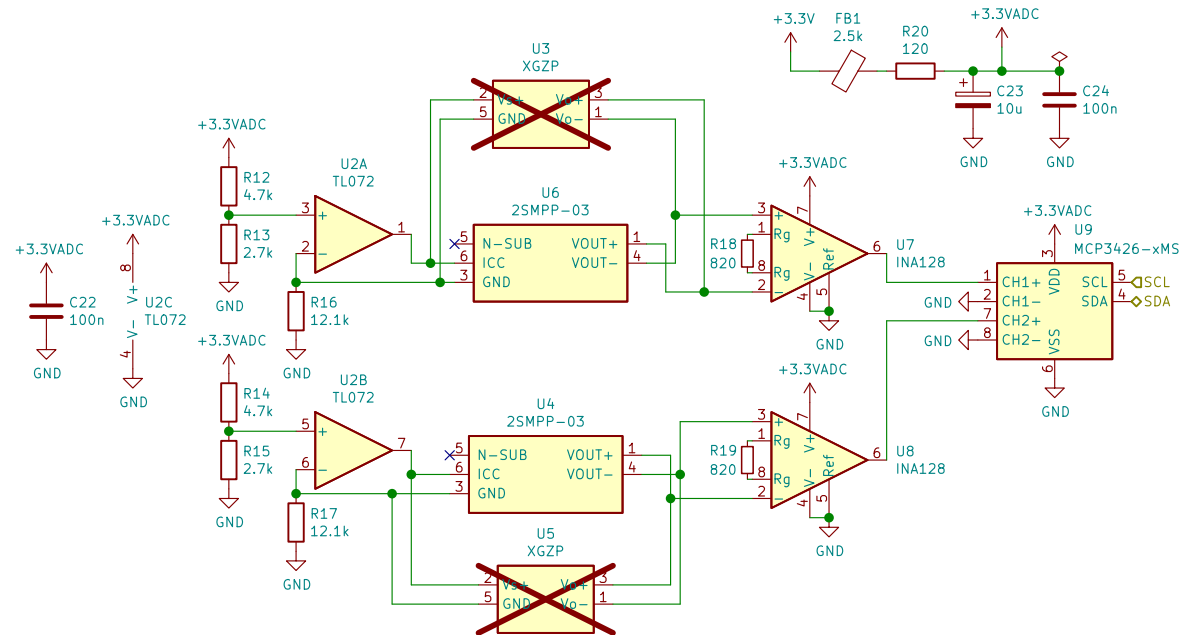 +3.3V
FB1
2.5k
R20
120
+3.3VADC
+
C23
10u
C24
100n
GND
GND
U3
XGZP
2
5
Vs+
GND
Vo+
Vo-
3
1
+3.3VADC
R12
4.7k
R13
2.7k
GND
U2A
TL072
3
+
2
-
1
R16
12.1k
GND
U6
2SMPP-03
5
6
3
N-SUB
ICC
GND
VOUT+
VOUT-
1
4
+3.3VADC
R18
820
3
1
8
2
+
Rg
Rg
-
7
V+
V-
Ref
4
5
6
U7
INA128
GND
+3.3VADC
U9
MCP3426-xMS
3
VDD
1
2
7
8
CH1+
CH1-
CH2+
CH2-
GND
GND
SCL
SDA
5
4
SCL
SDA
VSS
6
GND
+3.3VADC
C22
100n
GND
+3.3VADC
8
V+
U2C
TL072
V-
4
GND
+3.3VADC
R14
4.7k
R15
2.7k
GND
U2B
TL072
5
+
6
-
7
R17
12.1k
GND
U4
2SMPP-03
5
6
3
N-SUB
ICC
GND
VOUT+
VOUT-
1
4
+3.3VADC
R19
820
3
1
8
2
+
Rg
Rg
-
7
V+
V-
Ref
4
5
6
U8
INA128
GND
U5
XGZP
2
5
Vs+
GND
Vo+
Vo-
3
1